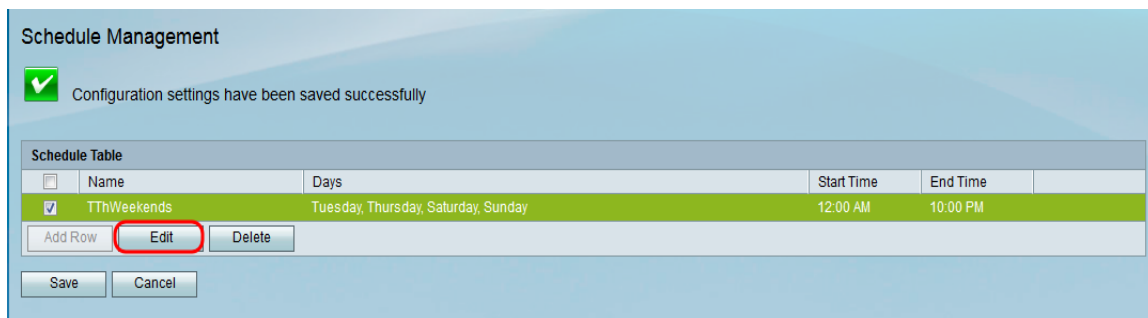 Schedule Management
Configuration settings have been saved successfully
Schedule Table
Name Days Start Time End Time
TThWeekends Tuesday, Thursday, Saturday, Sunday 12:00 AM 10:00 PM
Add Row Edit Delete
Save Cancel